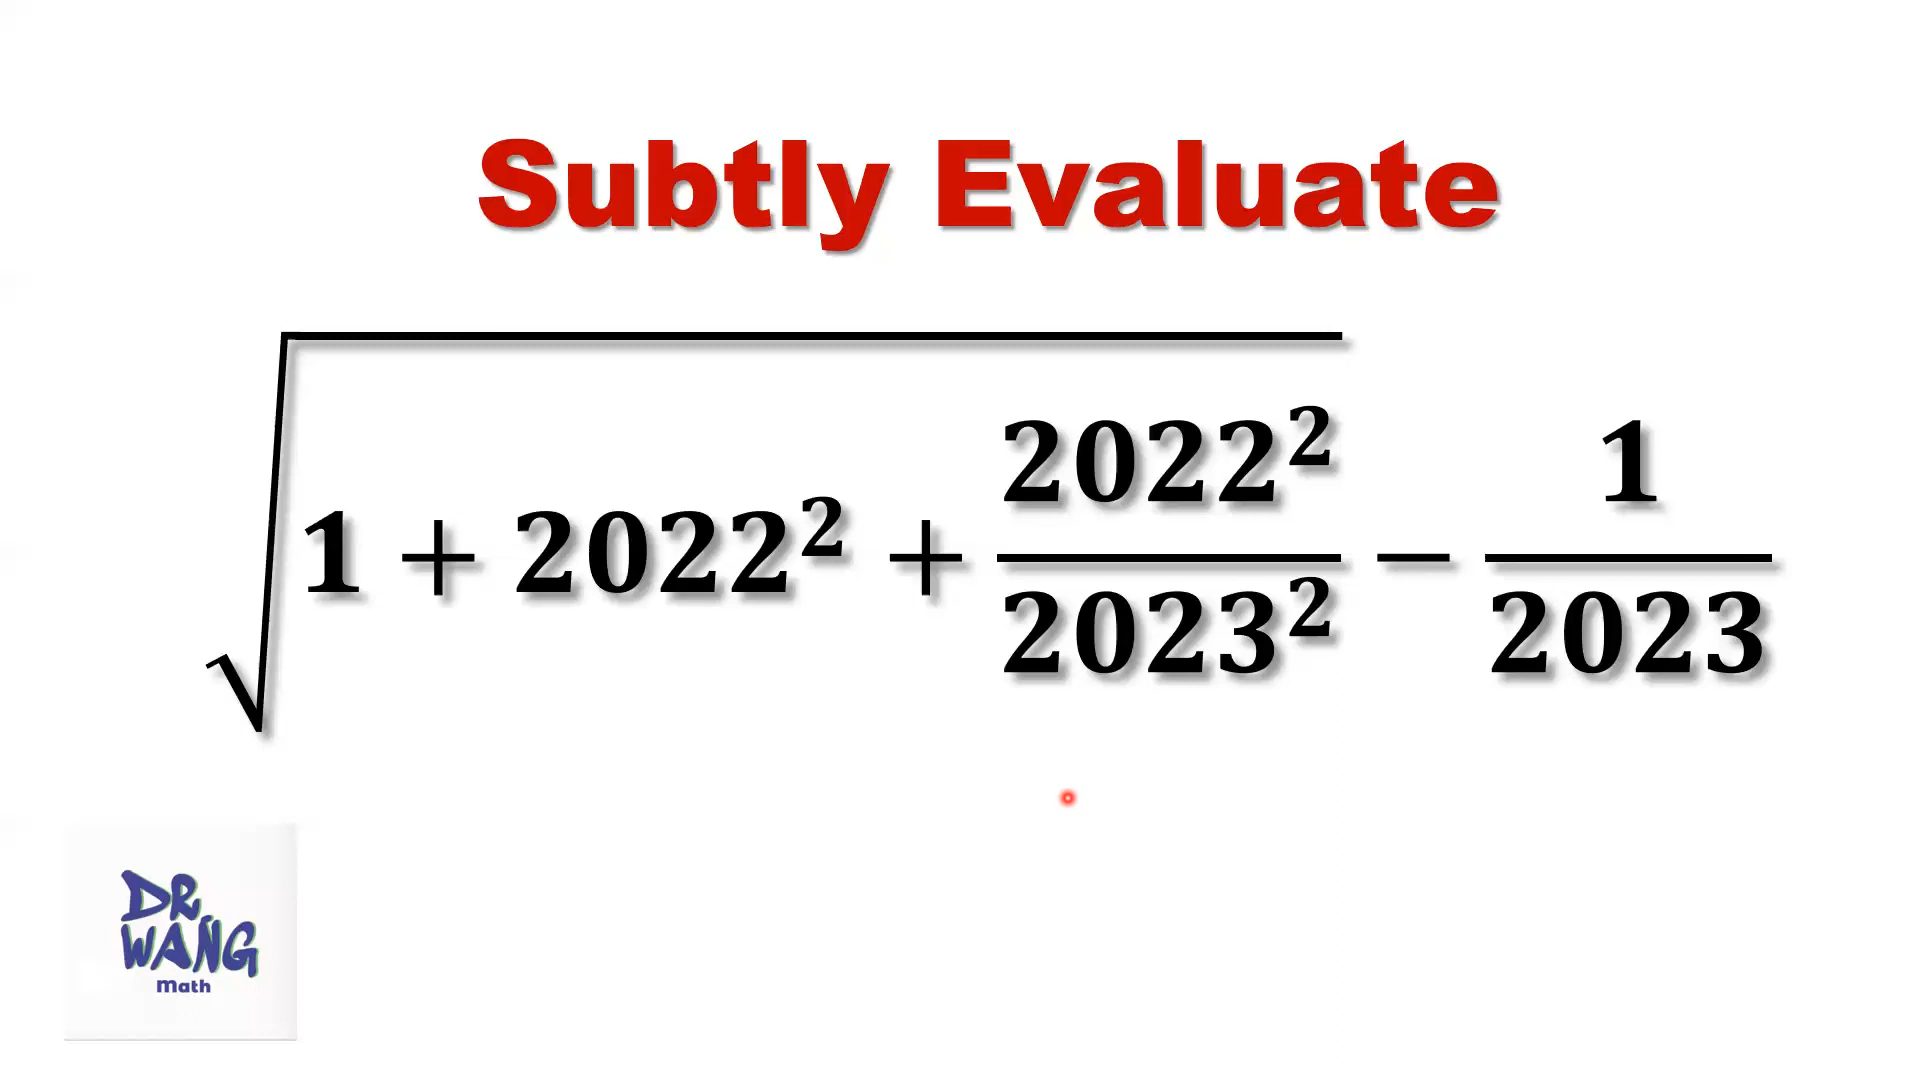 Subtly Evaluate
√(1 + 2022² + 2022²/2023²) − 1/2023
DR
WANG
math